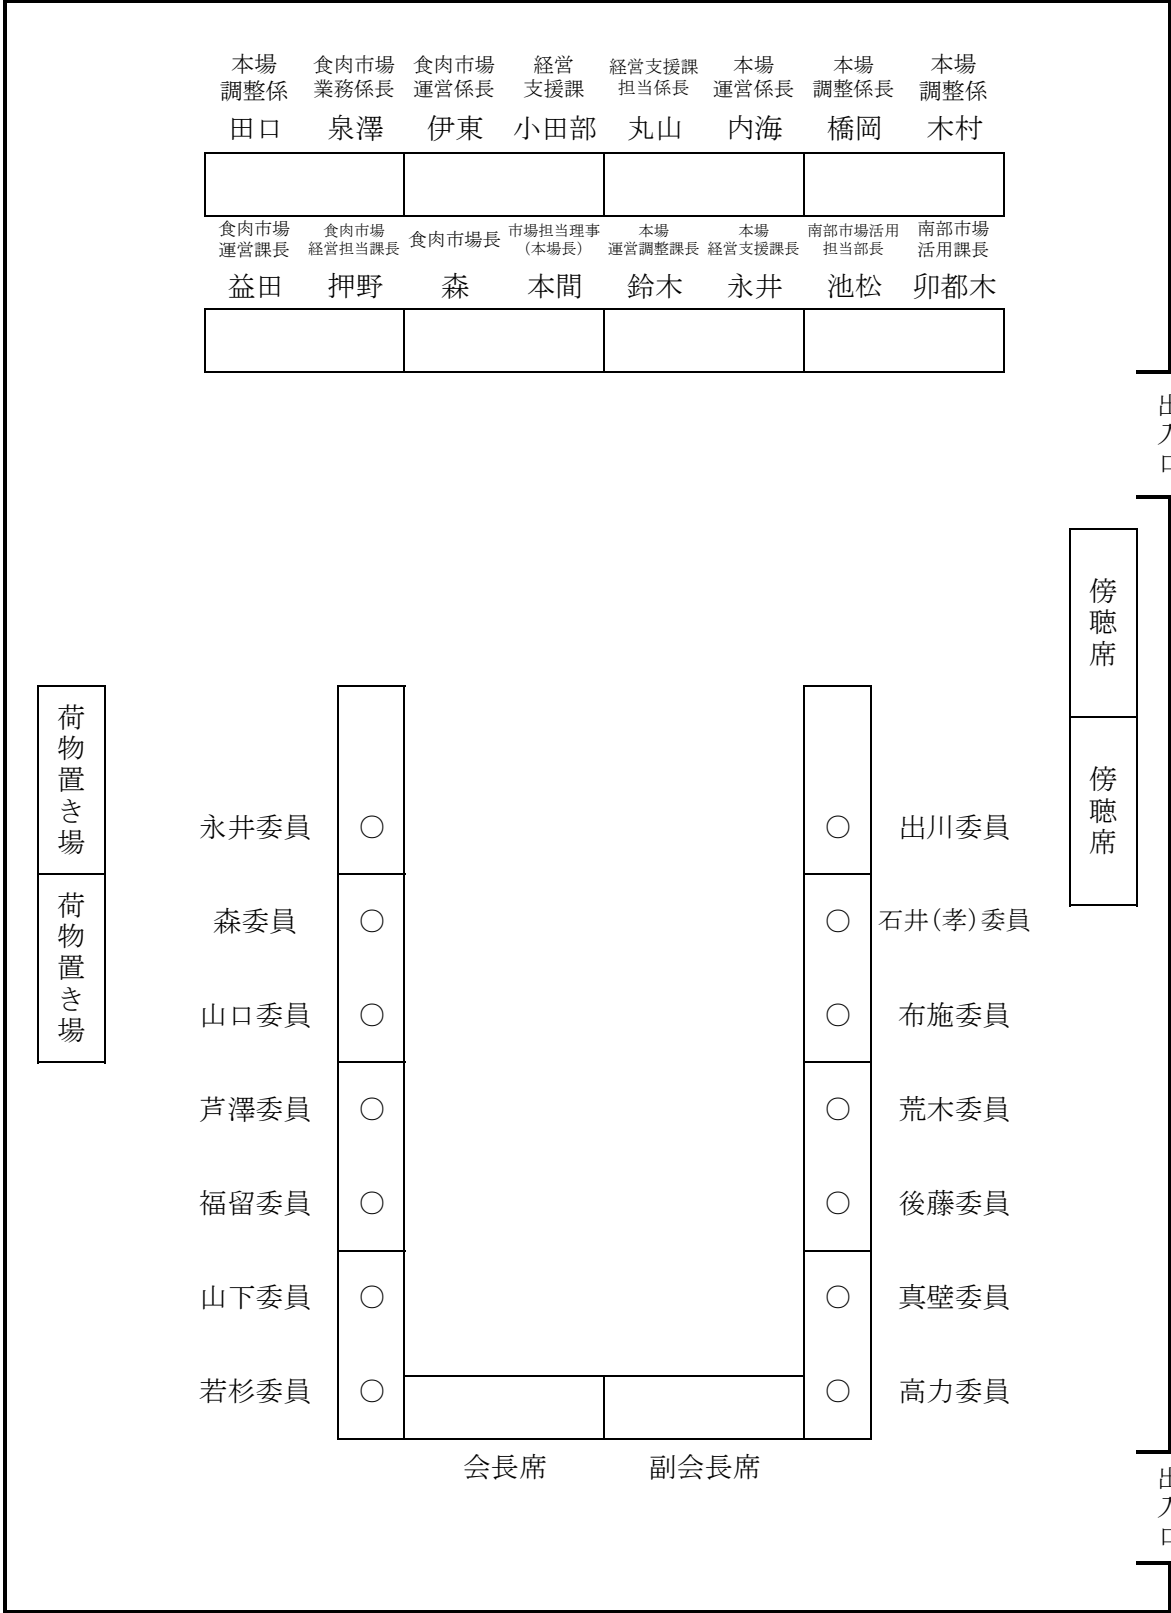 本場 食肉市場 食肉市場 経営 経営支援課 本場 本場 本場
調整係 業務係長 運営係長 支援課 担当係長 運営係長 調整係長 調整係
田口 泉澤 伊東 小田部 丸山 内海 橋岡 木村
食肉市場 食肉市場 食肉市場長 市場担当理事 本場 本場 南部市場活用 南部市場
運営課長 経営担当課長 (本場長) 運営調整課長 経営支援課長 担当部長 活用課長
益田 押野 森 本間 鈴木 永井 池松 卯都木
出入口
傍聴席
傍聴席
荷物置き場
荷物置き場
永井委員 ○ ○ 出川委員
森委員 ○ ○ 石井(孝)委員
山口委員 ○ ○ 布施委員
芦澤委員 ○ ○ 荒木委員
福留委員 ○ ○ 後藤委員
山下委員 ○ ○ 真壁委員
若杉委員 ○ ○ 高力委員
会長席 副会長席
出入口